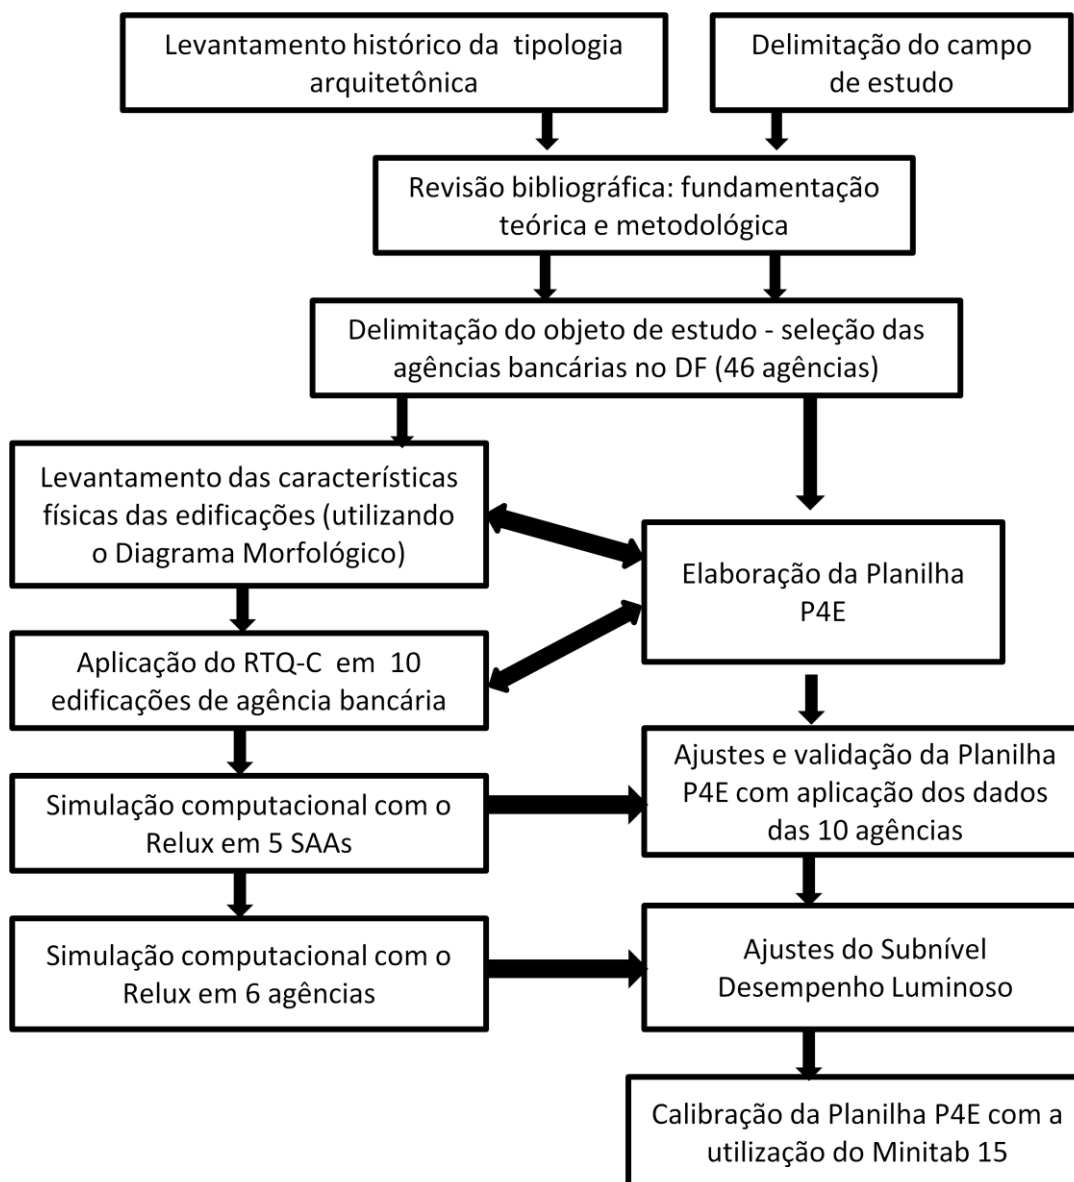 Levantamento histórico da tipologia
arquitetônica
Delimitação do campo
de estudo
Revisão bibliográfica: fundamentação
teórica e metodológica
Delimitação do objeto de estudo - seleção das
agências bancárias no DF (46 agências)
Levantamento das características
físicas das edificações (utilizando
o Diagrama Morfológico)
Elaboração da Planilha
P4E
Aplicação do RTQ-C em 10
edificações de agência bancária
Simulação computacional com o
Relux em 5 SAAs
Ajustes e validação da Planilha
P4E com aplicação dos dados
das 10 agências
Simulação computacional com o
Relux em 6 agências
Ajustes do Subnível
Desempenho Luminoso
Calibração da Planilha P4E com a
utilização do Minitab 15